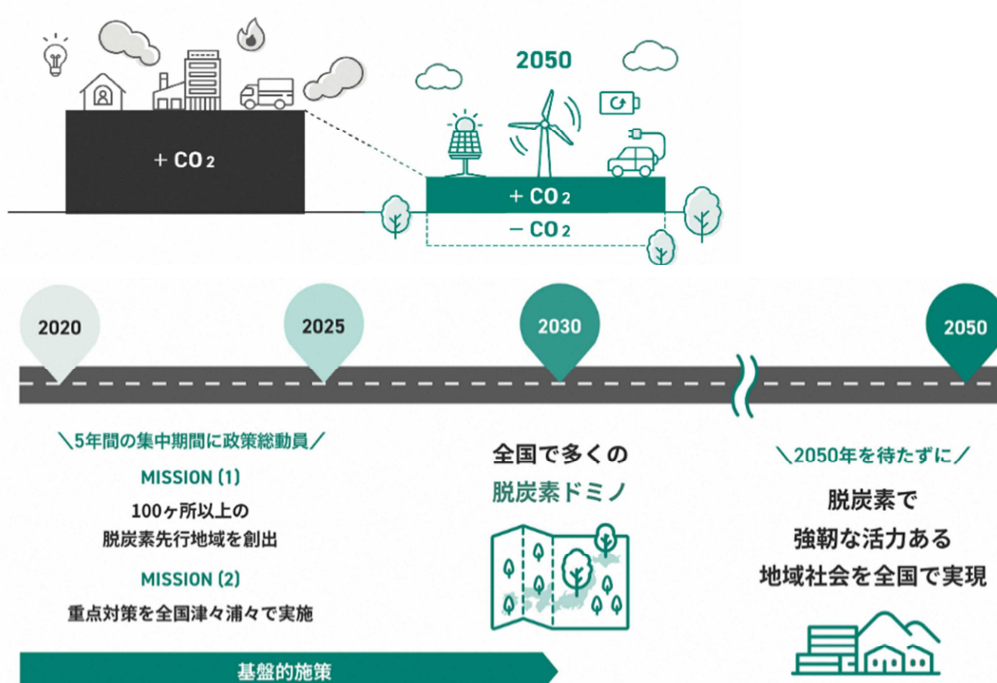 2050
+ CO2
+ CO2
− CO2
2020
2025
2030
2050
\5年間の集中期間に政策総動員/
MISSION (1)
100ヶ所以上の
脱炭素先行地域を創出
MISSION (2)
重点対策を全国津々浦々で実施
基盤的施策
全国で多くの
脱炭素ドミノ
\2050年を待たずに/
脱炭素で
強靭な活力ある
地域社会を全国で実現